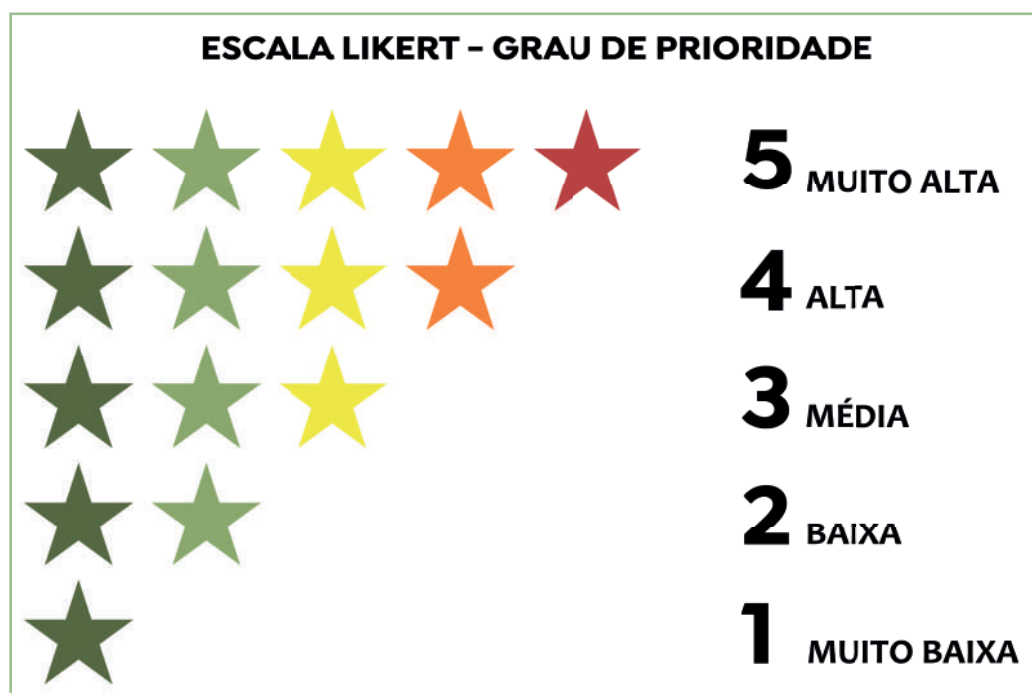 ESCALA LIKERT – GRAU DE PRIORIDADE
5 MUITO ALTA
4 ALTA
3 MÉDIA
2 BAIXA
1 MUITO BAIXA